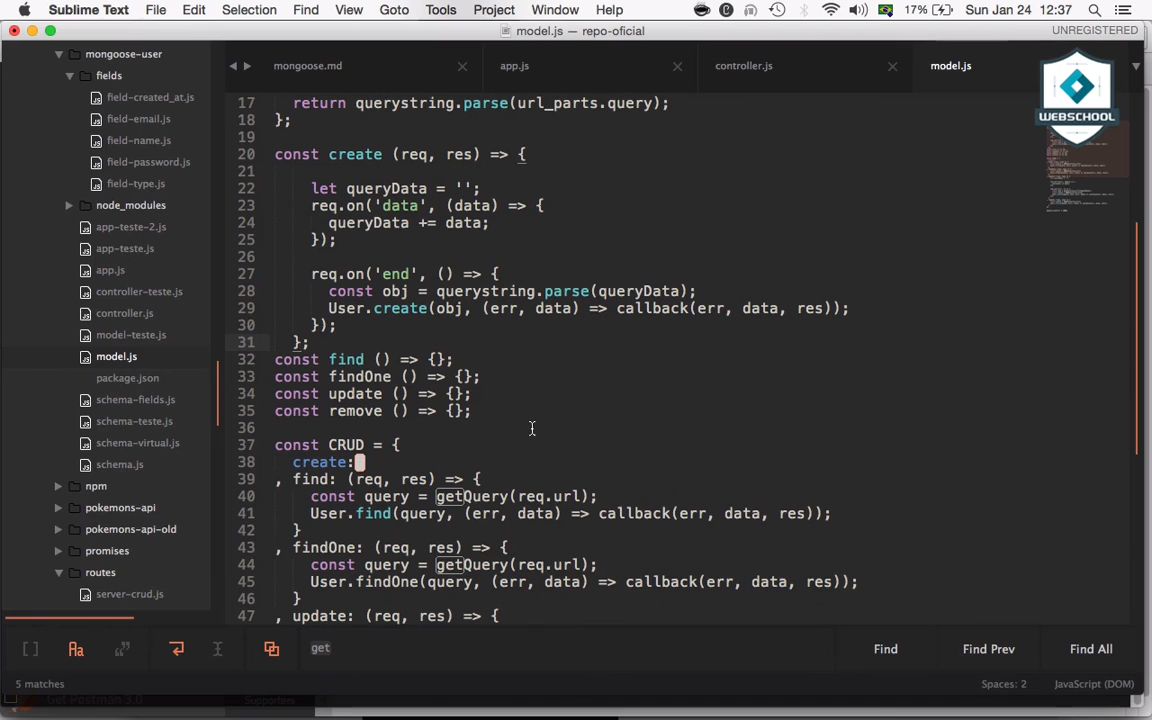 Sublime Text File Edit Selection Find View Goto Tools Project Window Help 17% Sun Jan 24 12:37
model.js — repo-oficial UNREGISTERED
mongoose-user
fields
field-created_at.js
field-email.js
field-name.js
field-password.js
field-type.js
node_modules
app-teste-2.js
app-teste.js
app.js
controller-teste.js
controller.js
model-teste.js
model.js
package.json
schema-fields.js
schema-teste.js
schema-virtual.js
schema.js
npm
pokemons-api
pokemons-api-old
promises
routes
server-crud.js
mongoose.md app.js controller.js model.js
WEBSCHOOL
17 return querystring.parse(url_parts.query);
18 };
19
20 const create (req, res) => {
21
22 let queryData = '';
23 req.on('data', (data) => {
24 queryData += data;
25 });
26
27 req.on('end', () => {
28 const obj = querystring.parse(queryData);
29 User.create(obj, (err, data) => callback(err, data, res));
30 });
31 };
32 const find () => {};
33 const findOne () => {};
34 const update () => {};
35 const remove () => {};
36
37 const CRUD = {
38 create:
39 , find: (req, res) => {
40 const query = getQuery(req.url);
41 User.find(query, (err, data) => callback(err, data, res));
42 }
43 , findOne: (req, res) => {
44 const query = getQuery(req.url);
45 User.findOne(query, (err, data) => callback(err, data, res));
46 }
47 , update: (req, res) => {
Aa get Find Find Prev Find All
5 matches Spaces: 2 JavaScript (DOM)
Get Postman 3.0 Supporters